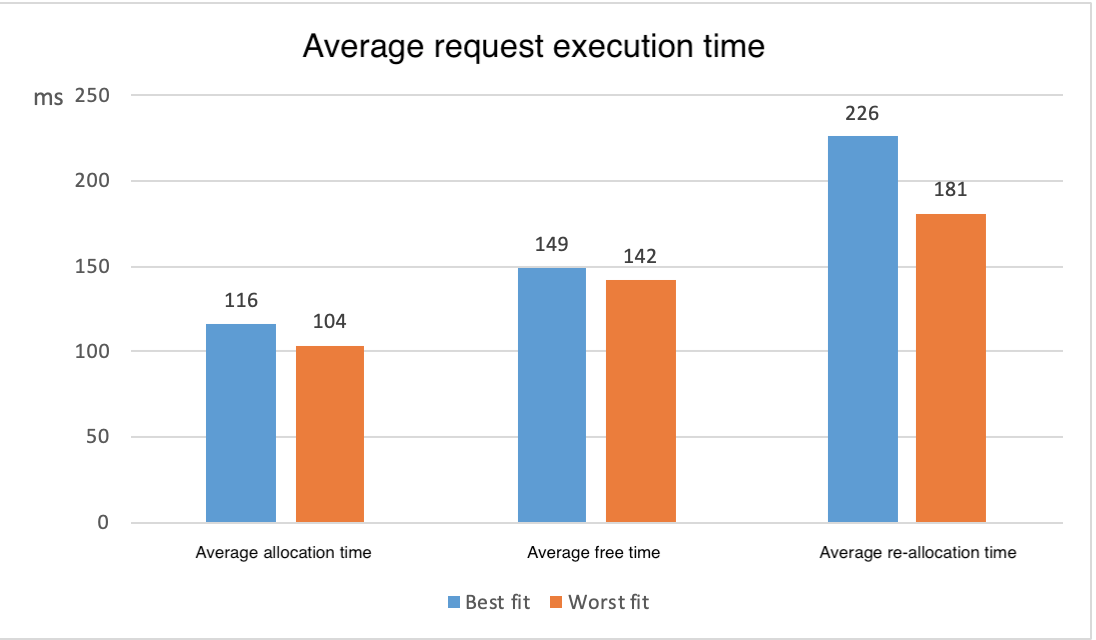 Average request execution time
ms 250
226
200
181
149
150
142
116
104
100
50
0
Average allocation time Average free time Average re-allocation time
Best fit Worst fit